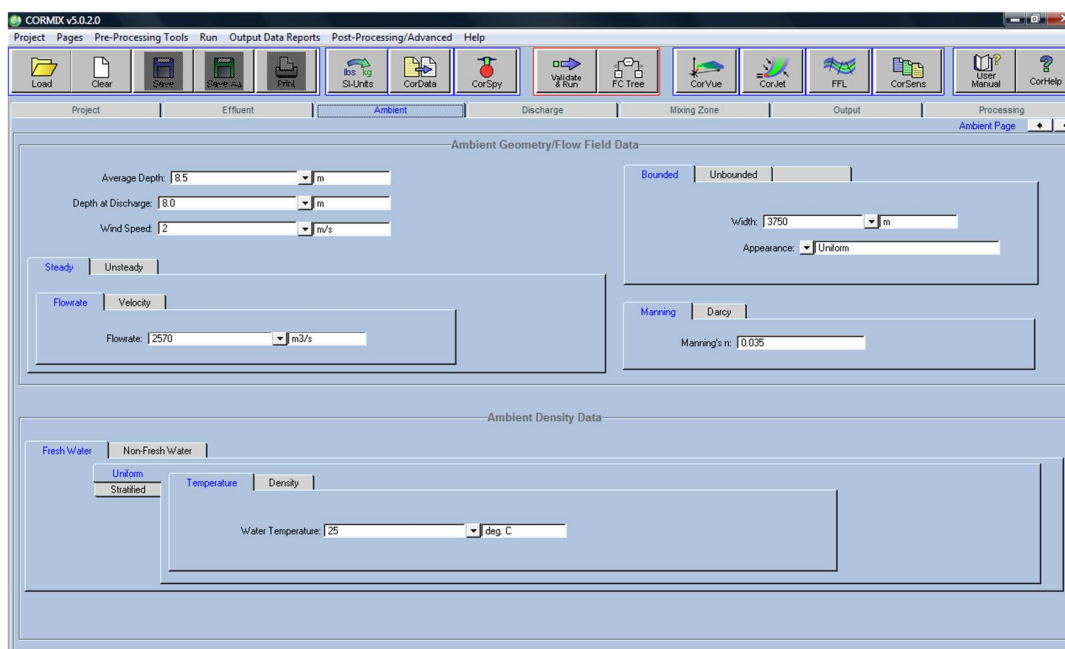 CORMIX v5.0.2.0
Project Pages Pre-Processing Tools Run Output Data Reports Post-Processing/Advanced Help
Load Clear Save Save As Print SI-Units CorData CorSpy Validate & Run FC Tree CorVue CorJet FFL CorSens User Manual CorHelp
lbs kg
Project Effluent Ambient Discharge Mixing Zone Output Processing
Ambient Page
Ambient Geometry/Flow Field Data
Average Depth: 8.5 m
Depth at Discharge: 8.0 m
Wind Speed: 2 m/s
Bounded Unbounded
Width: 3750 m
Appearance: Uniform
Steady Unsteady
Flowrate Velocity
Flowrate: 2570 m3/s
Manning Darcy
Manning's n: 0.035
Ambient Density Data
Fresh Water Non-Fresh Water
Uniform
Stratified
Temperature Density
Water Temperature: 25 deg. C